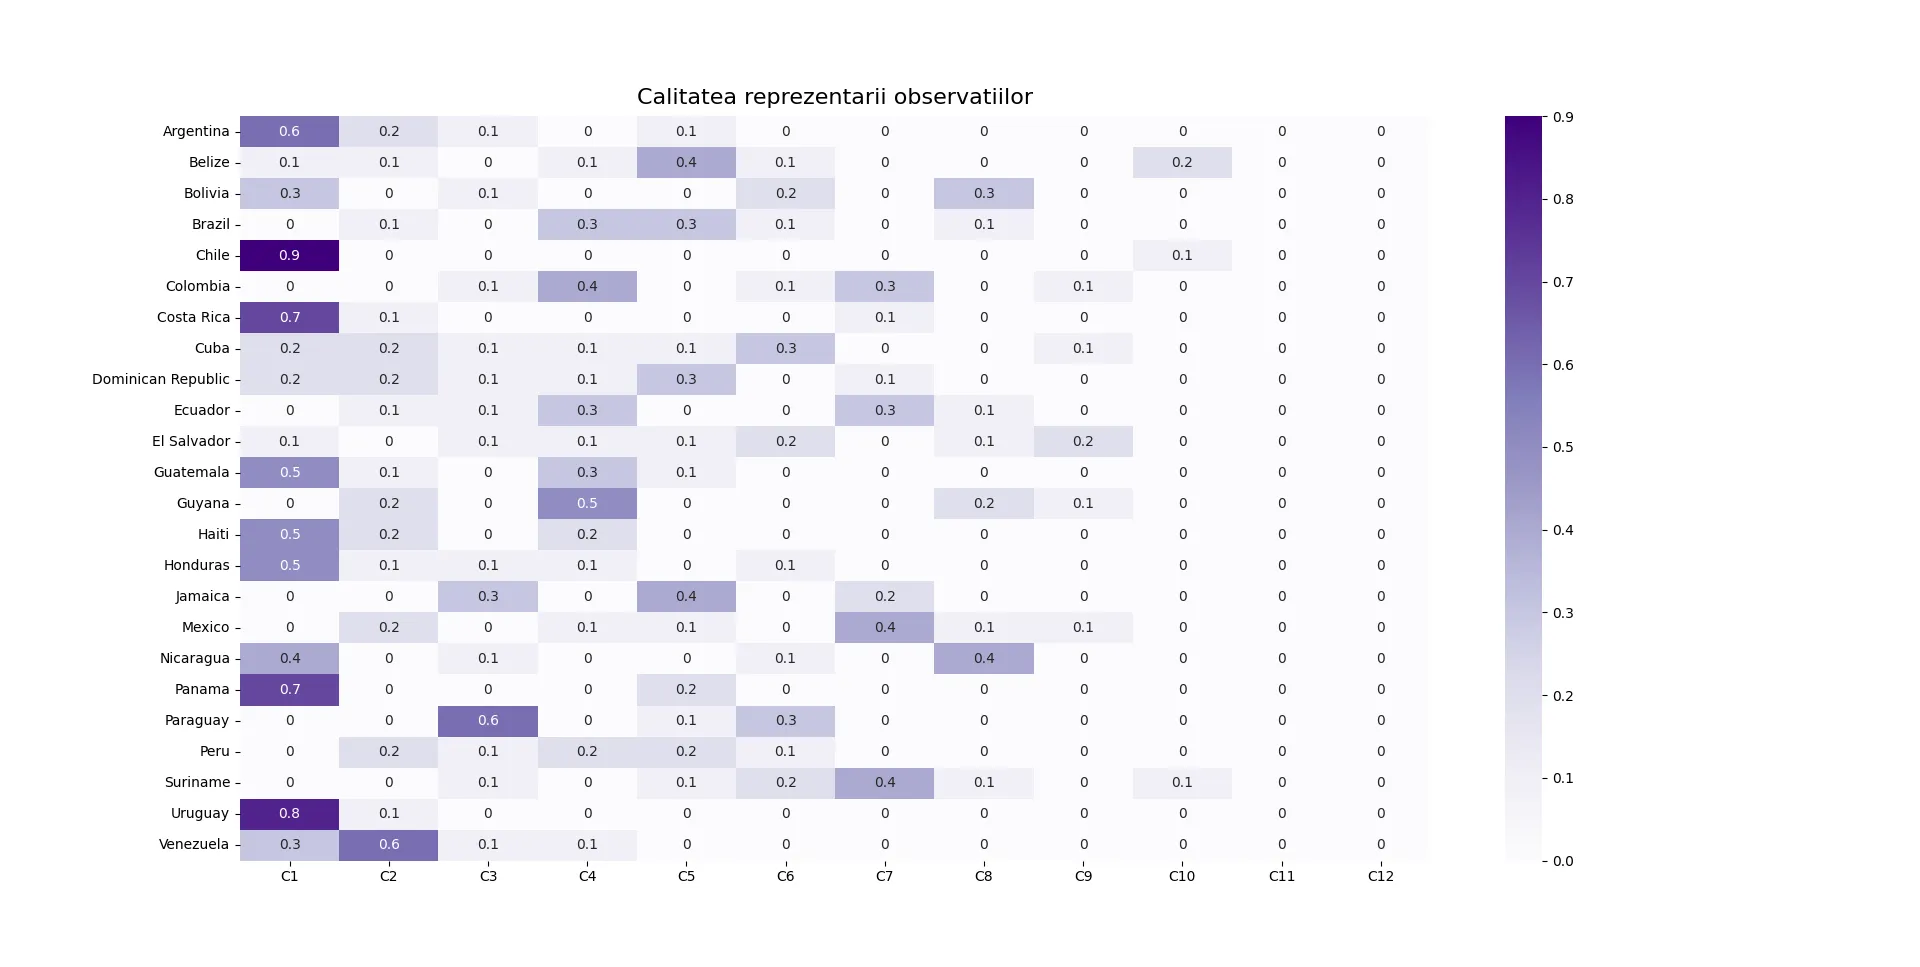 Calitatea reprezentarii observatiilor
Argentina 0.6 0.2 0.1 0 0.1 0 0 0 0 0 0 0
Belize 0.1 0.1 0 0.1 0.4 0.1 0 0 0 0.2 0 0
Bolivia 0.3 0 0.1 0 0 0.2 0 0.3 0 0 0 0
Brazil 0 0.1 0 0.3 0.3 0.1 0 0.1 0 0 0 0
Chile 0.9 0 0 0 0 0 0 0 0 0.1 0 0
Colombia 0 0 0.1 0.4 0 0.1 0.3 0 0.1 0 0 0
Costa Rica 0.7 0.1 0 0 0 0 0.1 0 0 0 0 0
Cuba 0.2 0.2 0.1 0.1 0.1 0.3 0 0 0.1 0 0 0
Dominican Republic 0.2 0.2 0.1 0.1 0.3 0 0.1 0 0 0 0 0
Ecuador 0 0.1 0.1 0.3 0 0 0.3 0.1 0 0 0 0
El Salvador 0.1 0 0.1 0.1 0.1 0.2 0 0.1 0.2 0 0 0
Guatemala 0.5 0.1 0 0.3 0.1 0 0 0 0 0 0 0
Guyana 0 0.2 0 0.5 0 0 0 0.2 0.1 0 0 0
Haiti 0.5 0.2 0 0.2 0 0 0 0 0 0 0 0
Honduras 0.5 0.1 0.1 0.1 0 0.1 0 0 0 0 0 0
Jamaica 0 0 0.3 0 0.4 0 0.2 0 0 0 0 0
Mexico 0 0.2 0 0.1 0.1 0 0.4 0.1 0.1 0 0 0
Nicaragua 0.4 0 0.1 0 0 0.1 0 0.4 0 0 0 0
Panama 0.7 0 0 0 0.2 0 0 0 0 0 0 0
Paraguay 0 0 0.6 0 0.1 0.3 0 0 0 0 0 0
Peru 0 0.2 0.1 0.2 0.2 0.1 0 0 0 0 0 0
Suriname 0 0 0.1 0 0.1 0.2 0.4 0.1 0 0.1 0 0
Uruguay 0.8 0.1 0 0 0 0 0 0 0 0 0 0
Venezuela 0.3 0.6 0.1 0.1 0 0 0 0 0 0 0 0
C1 C2 C3 C4 C5 C6 C7 C8 C9 C10 C11 C12
0.9
0.8
0.7
0.6
0.5
0.4
0.3
0.2
0.1
0.0